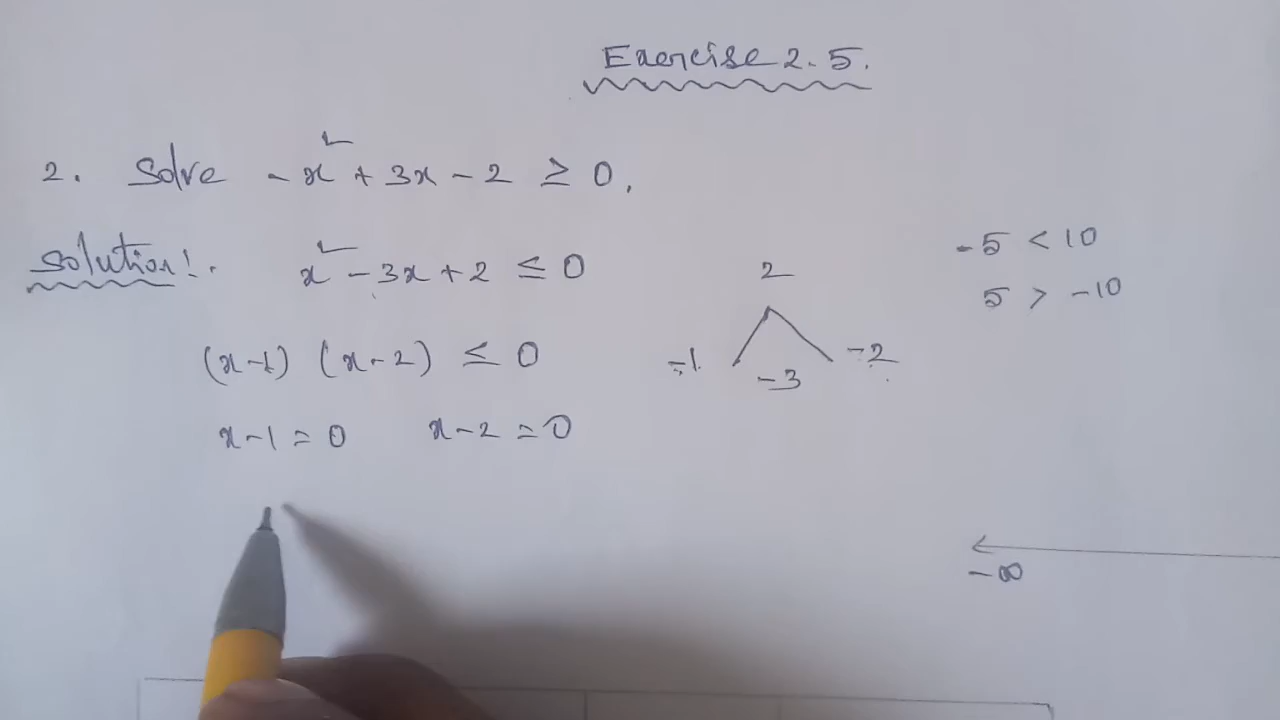 Exercise 2.5.
2. Solve -x² + 3x - 2 ≥ 0.
Solution:. x² - 3x + 2 ≤ 0
(x-1) (x-2) ≤ 0
x-1 = 0 x-2 = 0
2
-1 -2
-3
-5 < 10
5 > -10
-∞